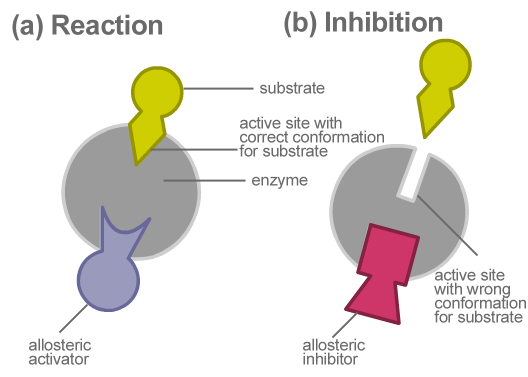 (a) Reaction
(b) Inhibition
substrate
active site with
correct conformation
for substrate
enzyme
allosteric
activator
active site
with wrong
conformation
for substrate
allosteric
inhibitor